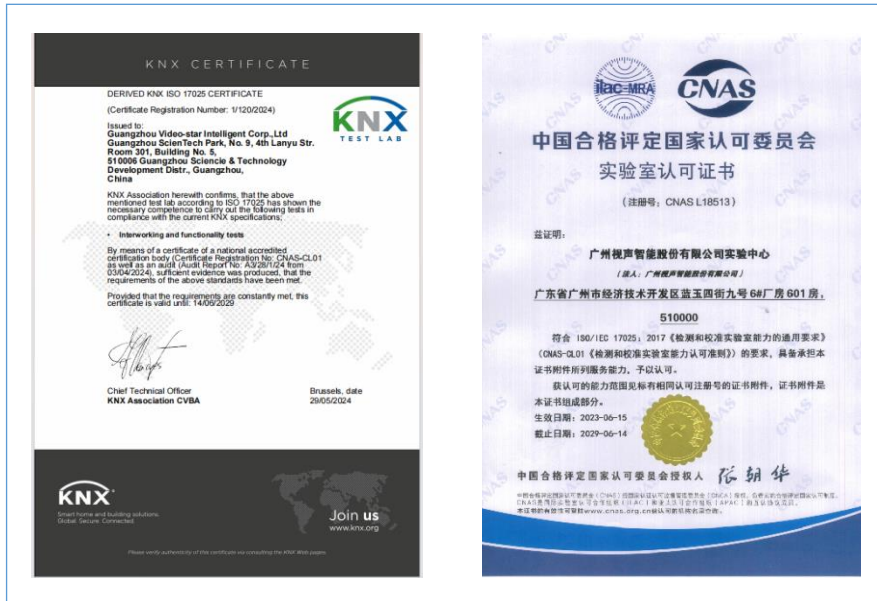 KNX CERTIFICATE
DERIVED KNX ISO 17025 CERTIFICATE
(Certificate Registration Number: 1/120/2024)
Issued to:
Guangzhou Video-star Intelligent Corp.,Ltd
Guangzhou ScienTech Park, No. 9, 4th Lanyu Str.
Room 301, Building No. 5,
510006 Guangzhou Sciencie & Technology
Development Distr., Guangzhou,
China
KNX
TEST LAB
KNX Association herewith confirms, that the above
mentioned test lab according to ISO 17025 has shown the
necessary competence to carry out the following tests in
compliance with the current KNX specifications;
• Interworking and functionality tests
By means of a certificate of a national accredited
certification body (Certificate Registration No: CNAS-CL01
as well as an audit (Audit Report No: A3/28/1/24 from
03/04/2024), sufficient evidence was produced, that the
requirements of the above standards have been met.
Provided that the requirements are constantly met, this
certificate is valid until: 14/06/2029
Chief Technical Officer
KNX Association CVBA
Brussels, date
29/05/2024
KNX
Smart home and building solutions.
Global. Secure. Connected.
Join us
www.knx.org
Please verify authenticity of this certificate via consulting the KNX Web pages
ilac-MRA
CNAS
中国合格评定国家认可委员会
实验室认可证书
(注册号: CNAS L18513)
兹证明:
广州视声智能股份有限公司实验中心
(法人: 广州视声智能股份有限公司)
广东省广州市经济技术开发区蓝玉四街九号 6#厂房 601 房,
510000
符合 ISO/IEC 17025: 2017《检测和校准实验室能力的通用要求》
(CNAS-CL01《检测和校准实验室能力认可准则》)的要求, 具备承担本
证书附件所列服务能力, 予以认可。
获认可的能力范围见标有相同认可注册号的证书附件, 证书附件是
本证书组成部分。
生效日期: 2023-06-15
截止日期: 2029-06-14
中国合格评定国家认可委员会授权人 张朝华